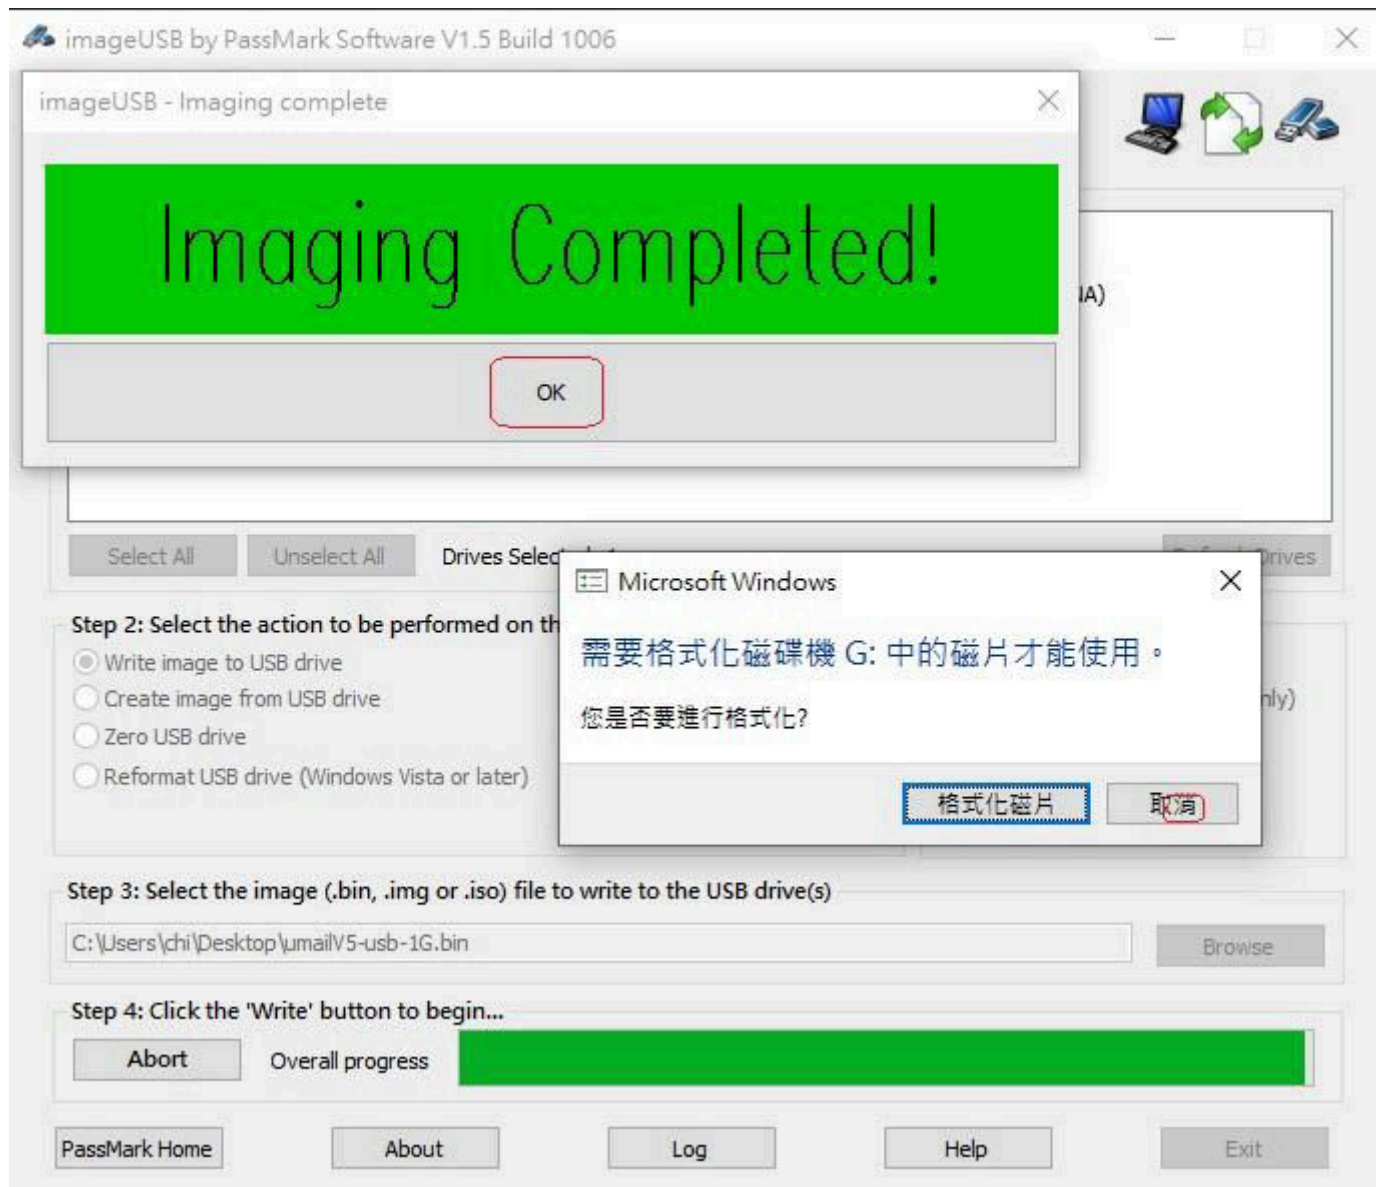 imageUSB by PassMark Software V1.5 Build 1006
imageUSB - Imaging complete
Imaging Completed!
IA)
OK
Select All
Unselect All
Drives
Drives
Microsoft Windows
需要格式化磁碟機 G: 中的磁片才能使用。
您是否要進行格式化?
格式化磁片
取消
Step 2: Select the action to be performed on
Write image to USB drive
Create image from USB drive
nly)
Zero USB drive
Reformat USB drive (Windows Vista or later)
Step 3: Select the image (.bin, .img or .iso) file to write to the USB drive(s)
C:\Users\chi\Desktop\umailV5-usb-1G.bin
Browse
Step 4: Click the 'Write' button to begin...
Abort
Overall progress
PassMark Home
About
Log
Help
Exit